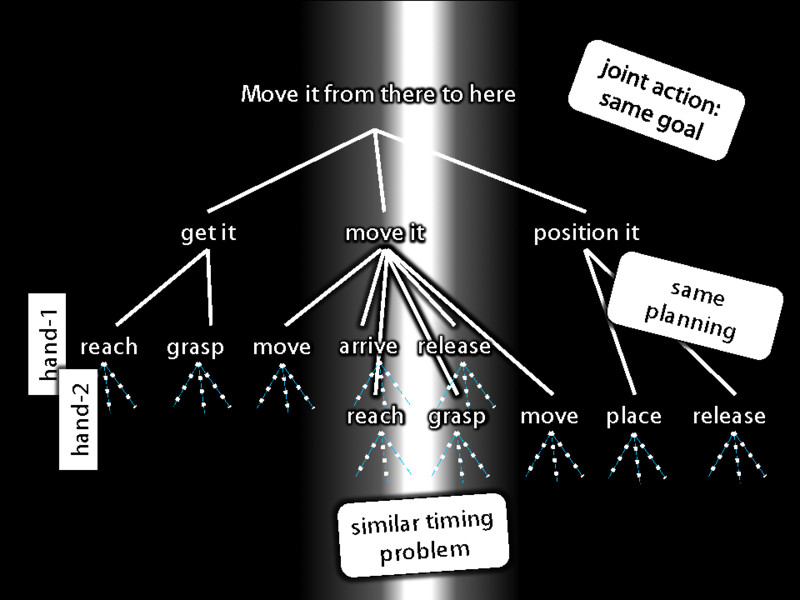 Move it from there to here
joint action:
same goal
get it
move it
position it
same
planning
hand-1
reach
grasp
move
arrive
release
hand-2
reach
grasp
move
place
release
similar timing
problem